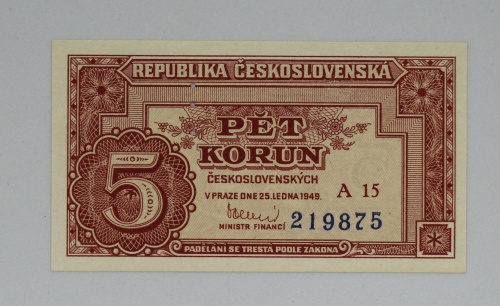 REPUBLIKA ČESKOSLOVENSKÁ
PĚT
KORUN
ČESKOSLOVENSKÝCH
V PRAZE DNE 25. LEDNA 1949.
A 15
5
MINISTR FINANCÍ
219875
PADĚLÁNÍ SE TRESTÁ PODLE ZÁKONA